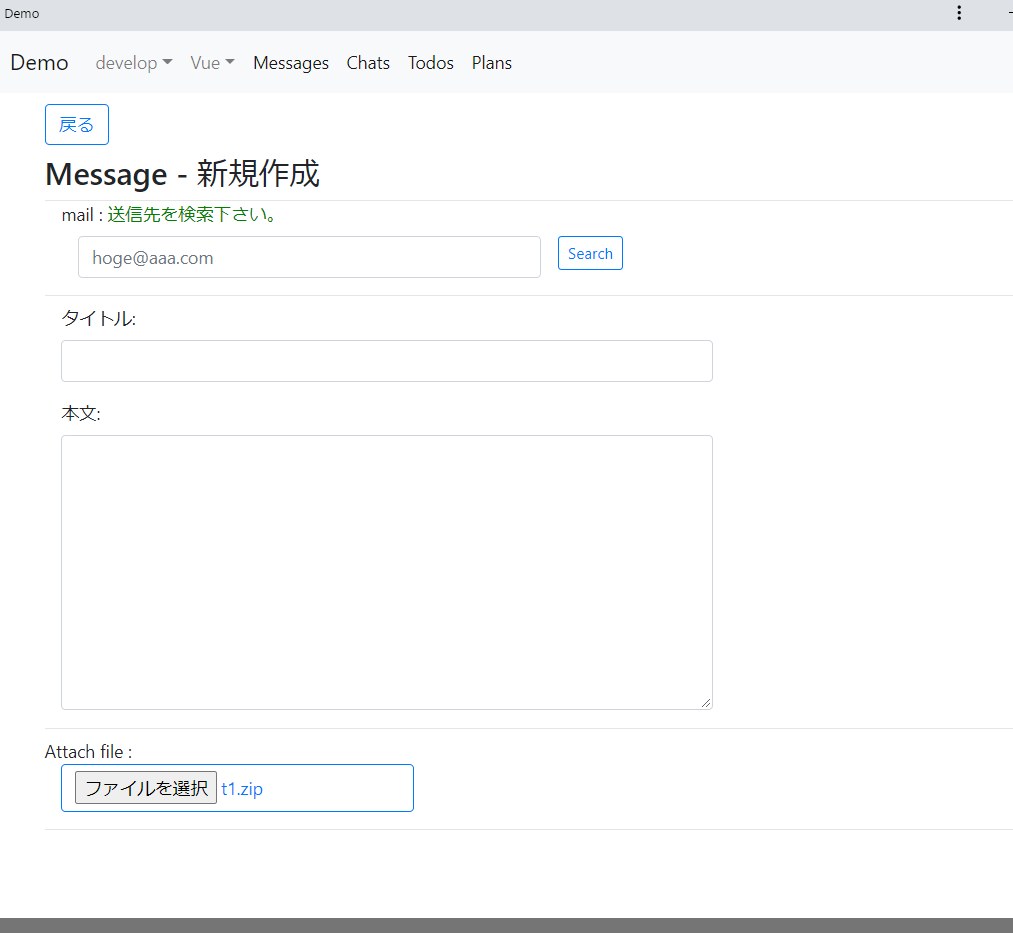 Demo
Demo develop Vue Messages Chats Todos Plans
戻る
Message - 新規作成
mail : 送信先を検索下さい。
hoge@aaa.com Search
タイトル:
本文:
Attach file :
ファイルを選択 t1.zip